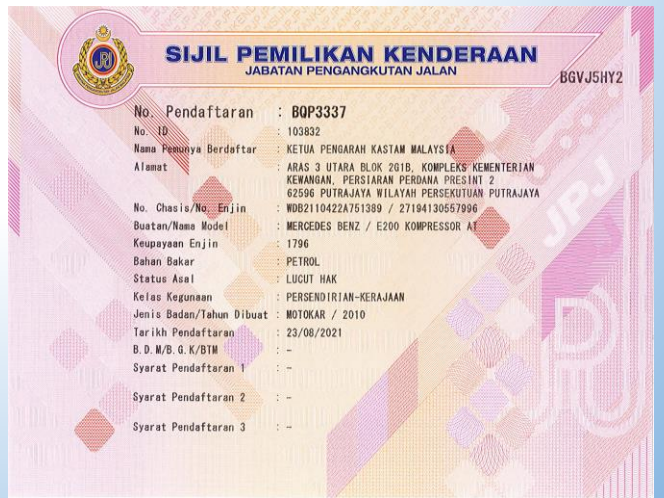 SIJIL PEMILIKAN KENDERAAN
JABATAN PENGANGKUTAN JALAN
BGVJ5HY2
No. Pendaftaran : BQP3337
No. ID : 103832
Nama Pemunya Berdaftar : KETUA PENGARAH KASTAM MALAYSIA
Alamat : ARAS 3 UTARA BLOK 2G1B, KOMPLEKS KEMENTERIAN
KEWANGAN, PERSIARAN PERDANA PRESINT 2
62596 PUTRAJAYA WILAYAH PERSEKUTUAN PUTRAJAYA
No. Chasis/No. Enjin : WDB2110422A751389 / 27194130557996
Buatan/Nama Model : MERCEDES BENZ / E200 KOMPRESSOR AT
Keupayaan Enjin : 1796
Bahan Bakar : PETROL
Status Asal : LUCUT HAK
Kelas Kegunaan : PERSENDIRIAN-KERAJAAN
Jenis Badan/Tahun Dibuat : MOTOKAR / 2010
Tarikh Pendaftaran : 23/08/2021
B.D.M/B.G.K/BTM : -
Syarat Pendaftaran 1 : -
Syarat Pendaftaran 2 : -
Syarat Pendaftaran 3 : -
JPJ